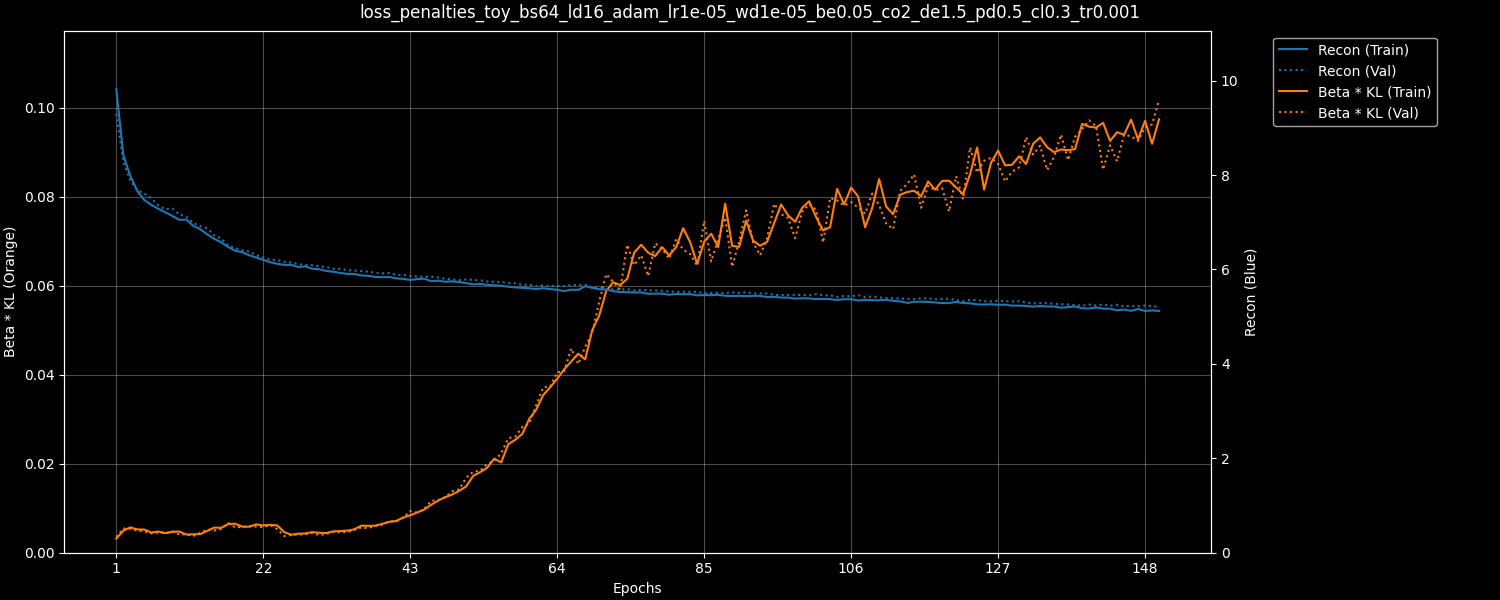 loss_penalties_toy_bs64_ld16_adam_lr1e-05_wd1e-05_be0.05_co2_de1.5_pd0.5_cl0.3_tr0.001
Recon (Train)
Recon (Val)
Beta * KL (Train)
Beta * KL (Val)
Beta * KL (Orange)
0.10
0.08
0.06
0.04
0.02
0.00
10
8
6
4
2
0
Recon (Blue)
1 22 43 64 85 106 127 148
Epochs